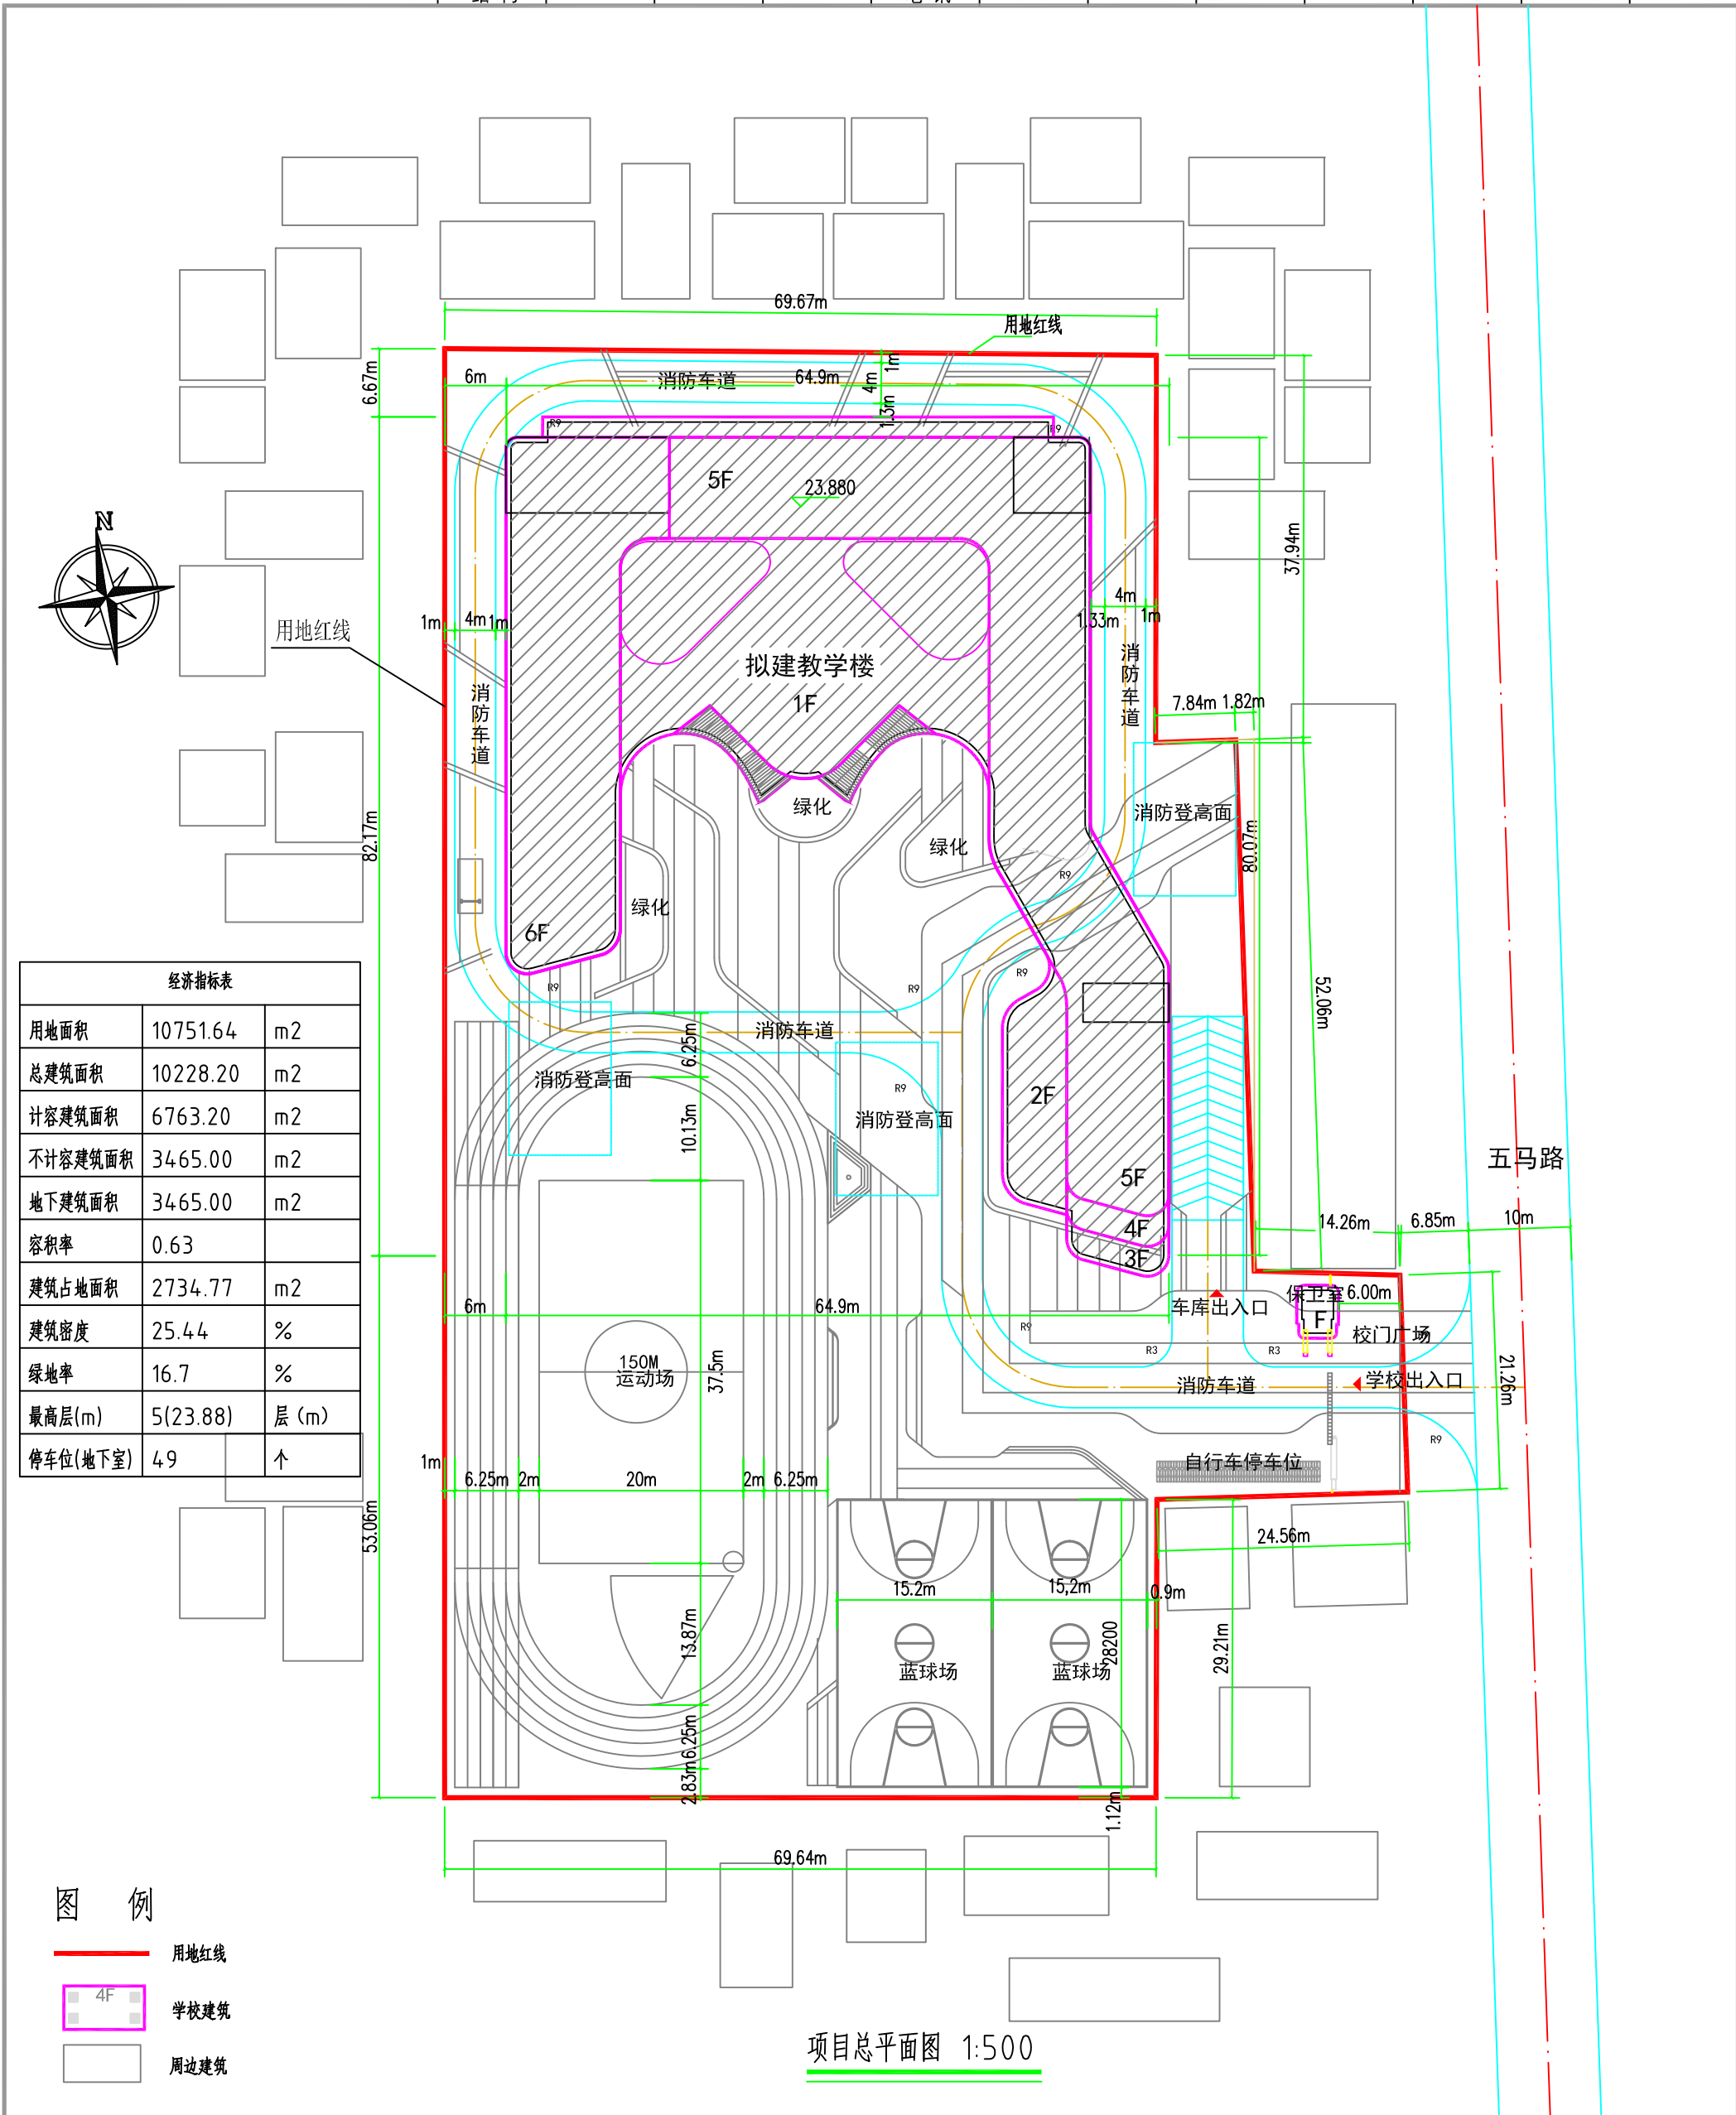 69.67m
用地红线
6.67m
6m
消防车道
64.9m
4m
1m
1.3m
R9
R9
5F
23.880
37.94m
N
用地红线
1m
4m
1m
4m
1.33m
1m
拟建教学楼
1F
消防车道
消防车道
7.84m
1.82m
绿化
绿化
绿化
消防登高面
82.17m
80.07m
R9
6F
R9
R9
R9
52.06m
消防车道
6.25m
消防登高面
R9
消防登高面
10.13m
2F
5F
4F
3F
五马路
14.26m
6.85m
10m
经济指标表
用地面积 10751.64 m2
总建筑面积 10228.20 m2
计容建筑面积 6763.20 m2
不计容建筑面积 3465.00 m2
地下建筑面积 3465.00 m2
容积率 0.63
建筑占地面积 2734.77 m2
建筑密度 25.44 %
绿地率 16.7 %
最高层(m) 5(23.88) 层（m）
停车位(地下室) 49 个
6m
64.9m
车库出入口
保卫室
F
6.00m
校门广场
R9
R3
R3
150M
运动场
37.5m
消防车道
学校出入口
21.26m
R9
自行车停车位
1m
6.25m
2m
20m
2m
6.25m
53.06m
24.56m
15.2m
15,2m
0.9m
13.87m
28200
29.21m
蓝球场
蓝球场
6.25m
2.83m
1.12m
69.64m
图 例
用地红线
4F
学校建筑
周边建筑
项目总平面图 1:500